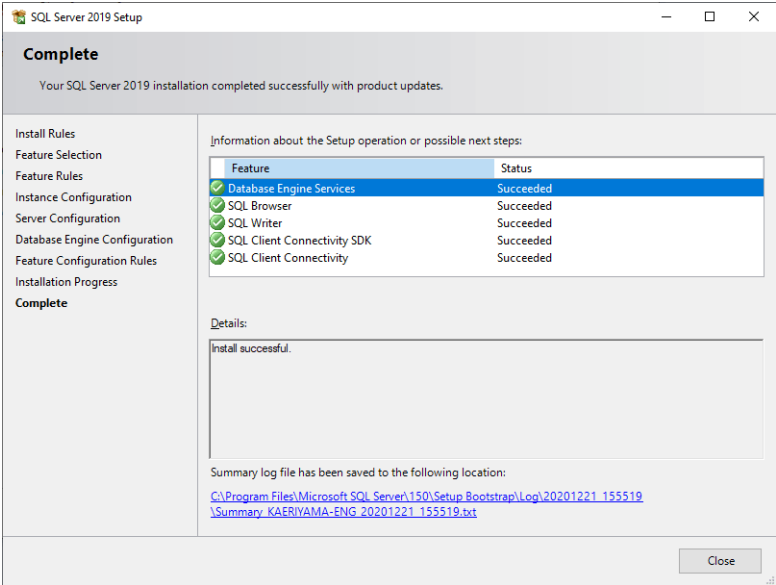 SQL Server 2019 Setup
Complete
Your SQL Server 2019 installation completed successfully with product updates.
Install Rules
Feature Selection
Feature Rules
Instance Configuration
Server Configuration
Database Engine Configuration
Feature Configuration Rules
Installation Progress
Complete
Information about the Setup operation or possible next steps:
Feature Status
Database Engine Services Succeeded
SQL Browser Succeeded
SQL Writer Succeeded
SQL Client Connectivity SDK Succeeded
SQL Client Connectivity Succeeded
Details:
Install successful.
Summary log file has been saved to the following location:
C:\Program Files\Microsoft SQL Server\150\Setup Bootstrap\Log\20201221_155519
\Summary_KAERIYAMA-ENG_20201221_155519.txt
Close